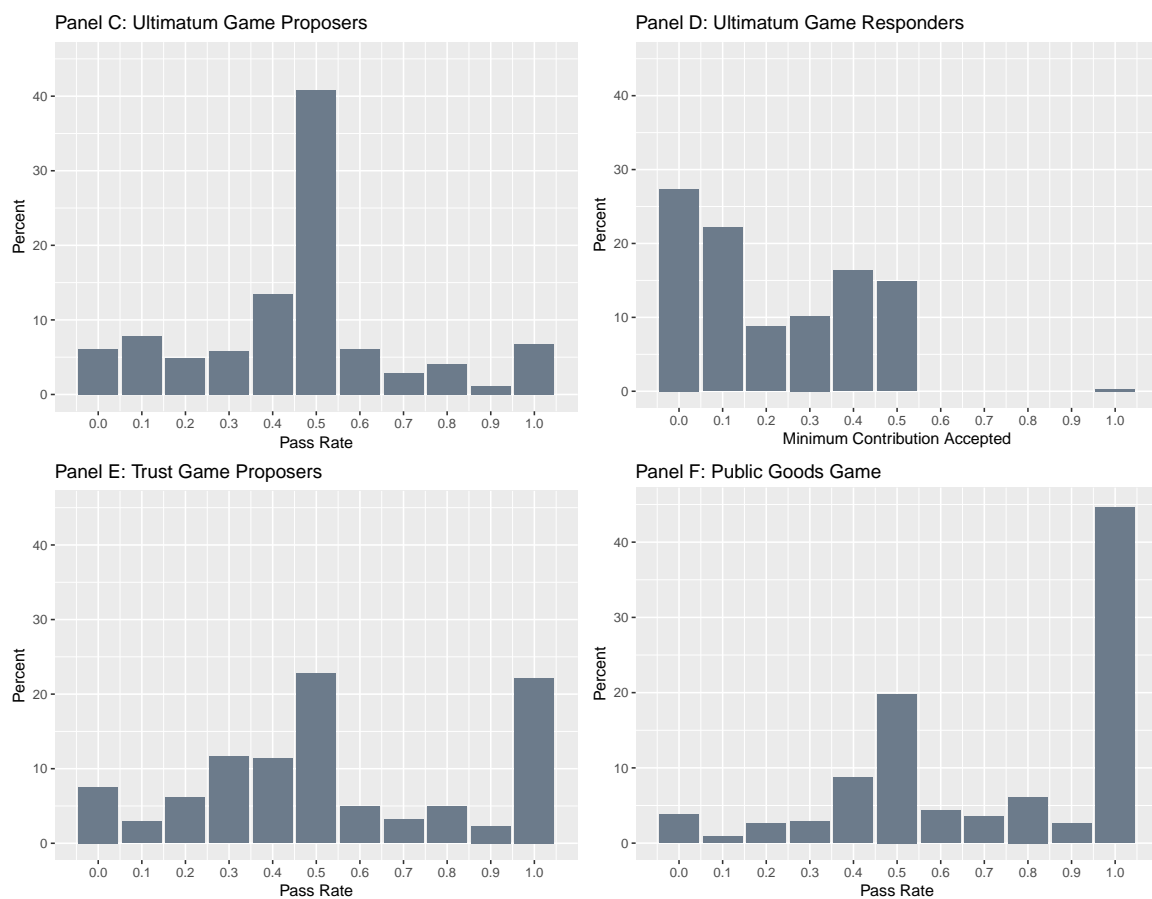 Panel C: Ultimatum Game Proposers
Percent
40
30
20
10
0
0.0 0.1 0.2 0.3 0.4 0.5 0.6 0.7 0.8 0.9 1.0
Pass Rate
Panel D: Ultimatum Game Responders
Percent
40
30
20
10
0
0.0 0.1 0.2 0.3 0.4 0.5 0.6 0.7 0.8 0.9 1.0
Minimum Contribution Accepted
Panel E: Trust Game Proposers
Percent
40
30
20
10
0
0.0 0.1 0.2 0.3 0.4 0.5 0.6 0.7 0.8 0.9 1.0
Pass Rate
Panel F: Public Goods Game
Percent
40
30
20
10
0
0.0 0.1 0.2 0.3 0.4 0.5 0.6 0.7 0.8 0.9 1.0
Pass Rate